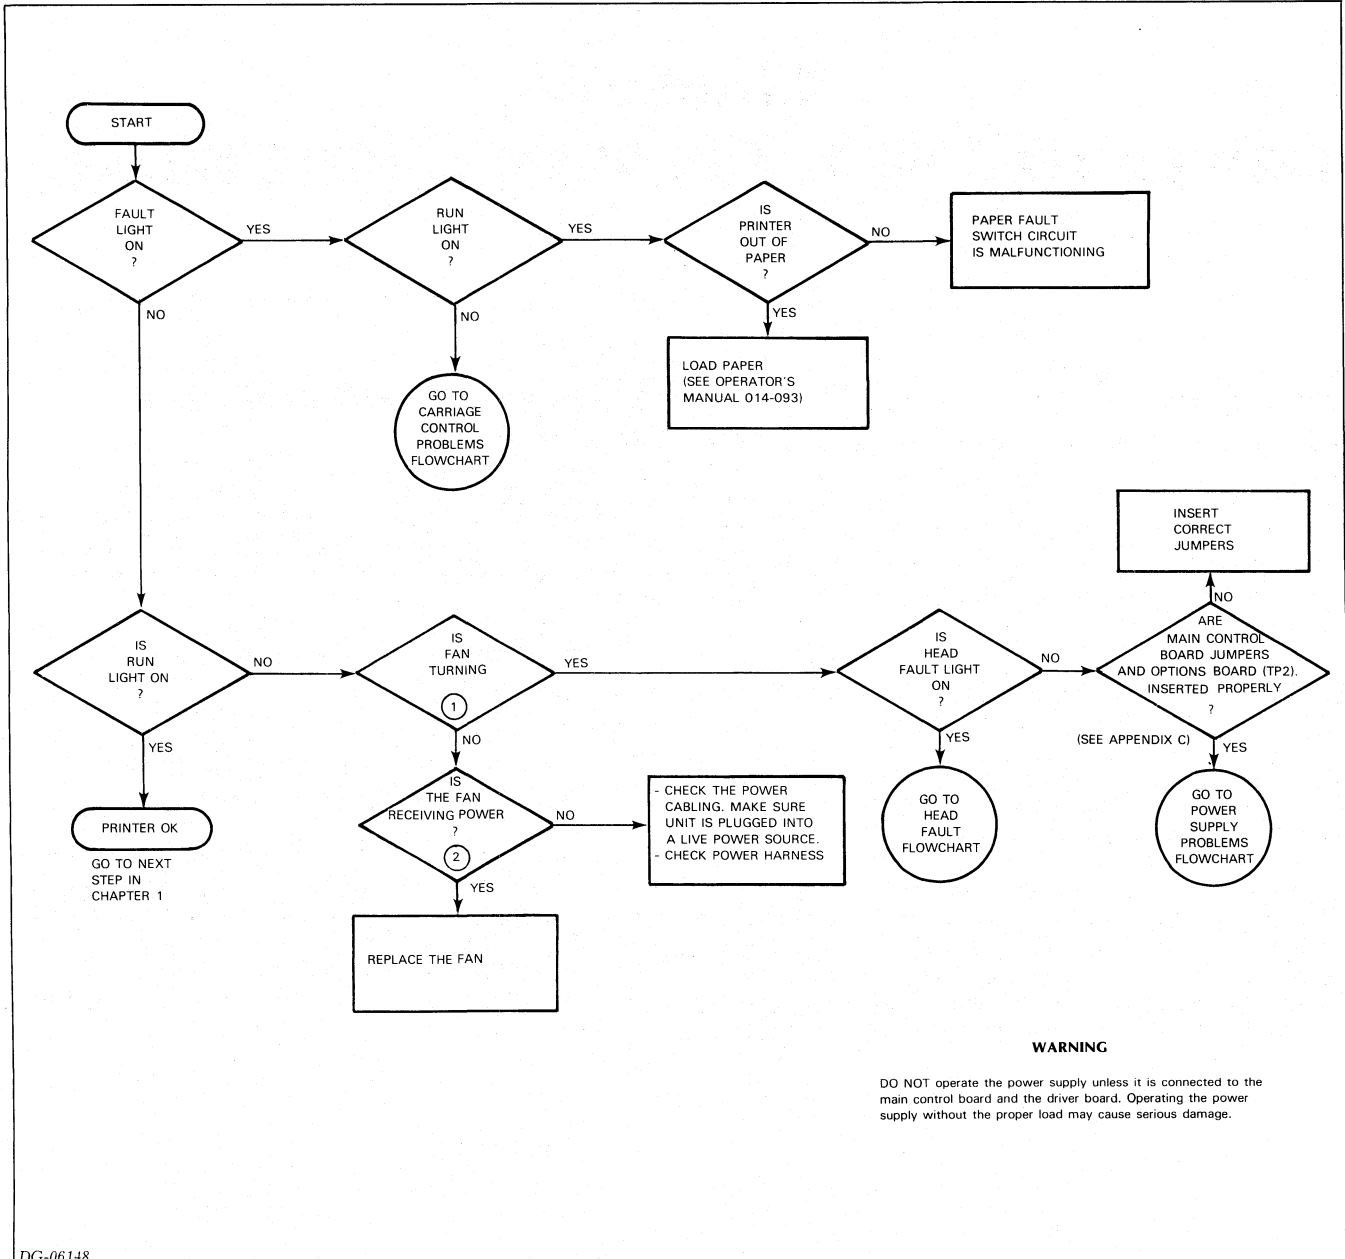 START
FAULT
LIGHT
ON
?
YES
RUN
LIGHT
ON
?
YES
IS
PRINTER
OUT OF
PAPER
?
NO
PAPER FAULT
SWITCH CIRCUIT
IS MALFUNCTIONING
NO
NO
YES
GO TO
CARRIAGE
CONTROL
PROBLEMS
FLOWCHART
LOAD PAPER
(SEE OPERATOR'S
MANUAL 014-093)
INSERT
CORRECT
JUMPERS
NO
IS
RUN
LIGHT ON
?
NO
IS
FAN
TURNING
1
YES
IS
HEAD
FAULT LIGHT
ON
?
NO
ARE
MAIN CONTROL
BOARD JUMPERS
AND OPTIONS BOARD (TP2).
INSERTED PROPERLY
?
(SEE APPENDIX C)
YES
NO
YES
YES
PRINTER OK
GO TO NEXT
STEP IN
CHAPTER 1
IS
THE FAN
RECEIVING POWER
?
2
NO
- CHECK THE POWER
CABLING. MAKE SURE
UNIT IS PLUGGED INTO
A LIVE POWER SOURCE.
- CHECK POWER HARNESS
GO TO
HEAD
FAULT
FLOWCHART
GO TO
POWER
SUPPLY
PROBLEMS
FLOWCHART
YES
REPLACE THE FAN
WARNING
DO NOT operate the power supply unless it is connected to the
main control board and the driver board. Operating the power
supply without the proper load may cause serious damage.
DG-06148